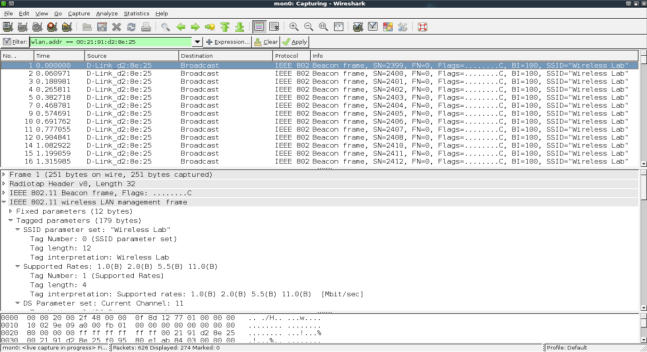 mon0: Capturing - Wireshark
File Edit View Go Capture Analyze Statistics Help
Filter: wlan.addr == 00:21:91:d2:8e:25 Expression... Clear Apply
No. . Time Source Destination Protocol Info
1 0.000000 D-Link_d2:8e:25 Broadcast IEEE 802 Beacon frame, SN=2399, FN=0, Flags=........C, BI=100, SSID="Wireless Lab"
2 0.060971 D-Link_d2:8e:25 Broadcast IEEE 802 Beacon frame, SN=2400, FN=0, Flags=........C, BI=100, SSID="Wireless Lab"
3 0.188981 D-Link_d2:8e:25 Broadcast IEEE 802 Beacon frame, SN=2401, FN=0, Flags=........C, BI=100, SSID="Wireless Lab"
4 0.265811 D-Link_d2:8e:25 Broadcast IEEE 802 Beacon frame, SN=2402, FN=0, Flags=........C, BI=100, SSID="Wireless Lab"
5 0.382718 D-Link_d2:8e:25 Broadcast IEEE 802 Beacon frame, SN=2403, FN=0, Flags=........C, BI=100, SSID="Wireless Lab"
7 0.468781 D-Link_d2:8e:25 Broadcast IEEE 802 Beacon frame, SN=2404, FN=0, Flags=........C, BI=100, SSID="Wireless Lab"
9 0.574691 D-Link_d2:8e:25 Broadcast IEEE 802 Beacon frame, SN=2405, FN=0, Flags=........C, BI=100, SSID="Wireless Lab"
10 0.691762 D-Link_d2:8e:25 Broadcast IEEE 802 Beacon frame, SN=2406, FN=0, Flags=........C, BI=100, SSID="Wireless Lab"
11 0.777055 D-Link_d2:8e:25 Broadcast IEEE 802 Beacon frame, SN=2407, FN=0, Flags=........C, BI=100, SSID="Wireless Lab"
12 0.904841 D-Link_d2:8e:25 Broadcast IEEE 802 Beacon frame, SN=2408, FN=0, Flags=........C, BI=100, SSID="Wireless Lab"
14 1.082922 D-Link_d2:8e:25 Broadcast IEEE 802 Beacon frame, SN=2410, FN=0, Flags=........C, BI=100, SSID="Wireless Lab"
15 1.199059 D-Link_d2:8e:25 Broadcast IEEE 802 Beacon frame, SN=2411, FN=0, Flags=........C, BI=100, SSID="Wireless Lab"
16 1.315985 D-Link_d2:8e:25 Broadcast IEEE 802 Beacon frame, SN=2412, FN=0, Flags=........C, BI=100, SSID="Wireless Lab"
Frame 1 (251 bytes on wire, 251 bytes captured)
Radiotap Header v0, Length 32
IEEE 802.11 Beacon frame, Flags: ........C
IEEE 802.11 wireless LAN management frame
Fixed parameters (12 bytes)
Tagged parameters (179 bytes)
SSID parameter set: "Wireless Lab"
Tag Number: 0 (SSID parameter set)
Tag length: 12
Tag interpretation: Wireless Lab
Supported Rates: 1.0(B) 2.0(B) 5.5(B) 11.0(B)
Tag Number: 1 (Supported Rates)
Tag length: 4
Tag interpretation: Supported rates: 1.0(B) 2.0(B) 5.5(B) 11.0(B) [Mbit/sec]
DS Parameter set: Current Channel: 11
0000 00 00 20 00 2f 48 00 00 0f 8d 12 77 01 00 00 00 .. ./H.. ...w....
0010 10 02 9e 09 a0 00 fb 01 00 00 00 00 00 00 00 00 ........ ........
0020 80 00 00 00 ff ff ff ff ff ff 00 21 91 d2 8e 25 ........ ...!...%
0030 00 21 91 d2 8e 25 f0 95 80 e1 ab 84 03 00 00 00 .!...%.. ........
mon0: <live capture in progress> Fi... Packets: 626 Displayed: 274 Marked: 0 Profile: Default